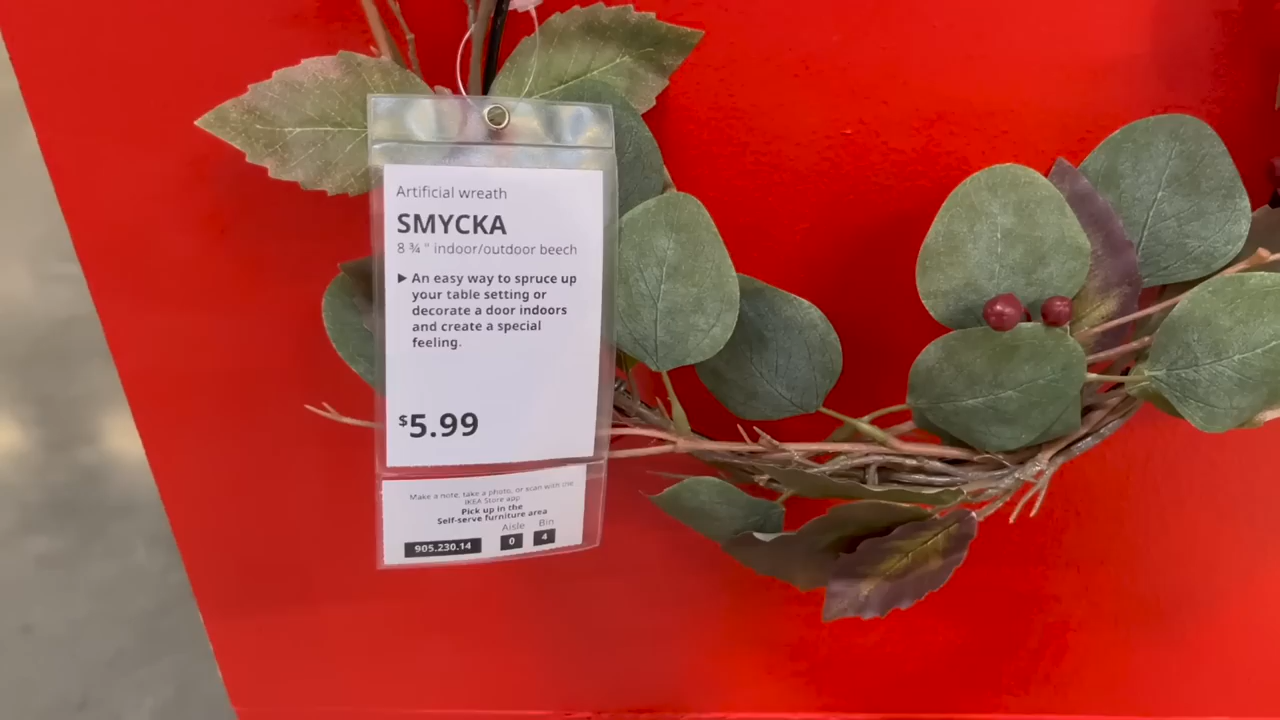 Artificial wreath
SMYCKA
8 ¾ " indoor/outdoor beech
▶ An easy way to spruce up
your table setting or
decorate a door indoors
and create a special
feeling.
$5.99
Make a note, take a photo, or scan with the
IKEA Store app.
Pick up in the
Self-serve furniture area
Aisle Bin
905.230.14 0 4